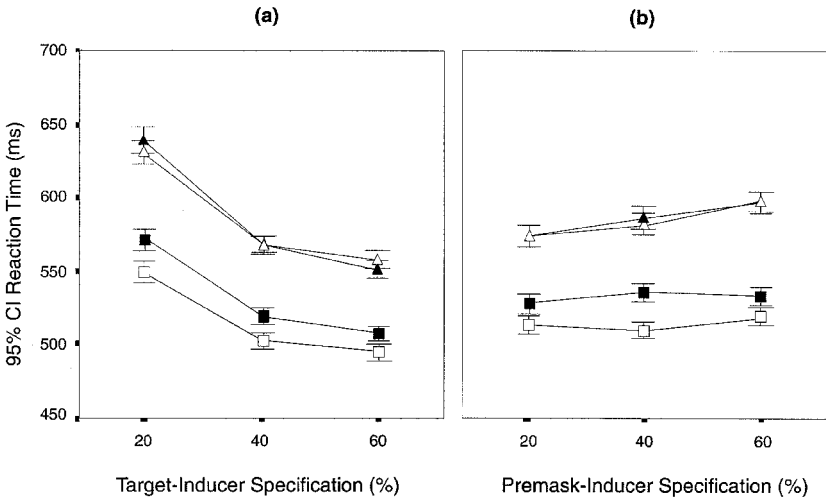 (a)
(b)
95% CI Reaction Time (ms)
700
650
600
550
500
450
20
40
60
20
40
60
Target-Inducer Specification (%)
Premask-Inducer Specification (%)